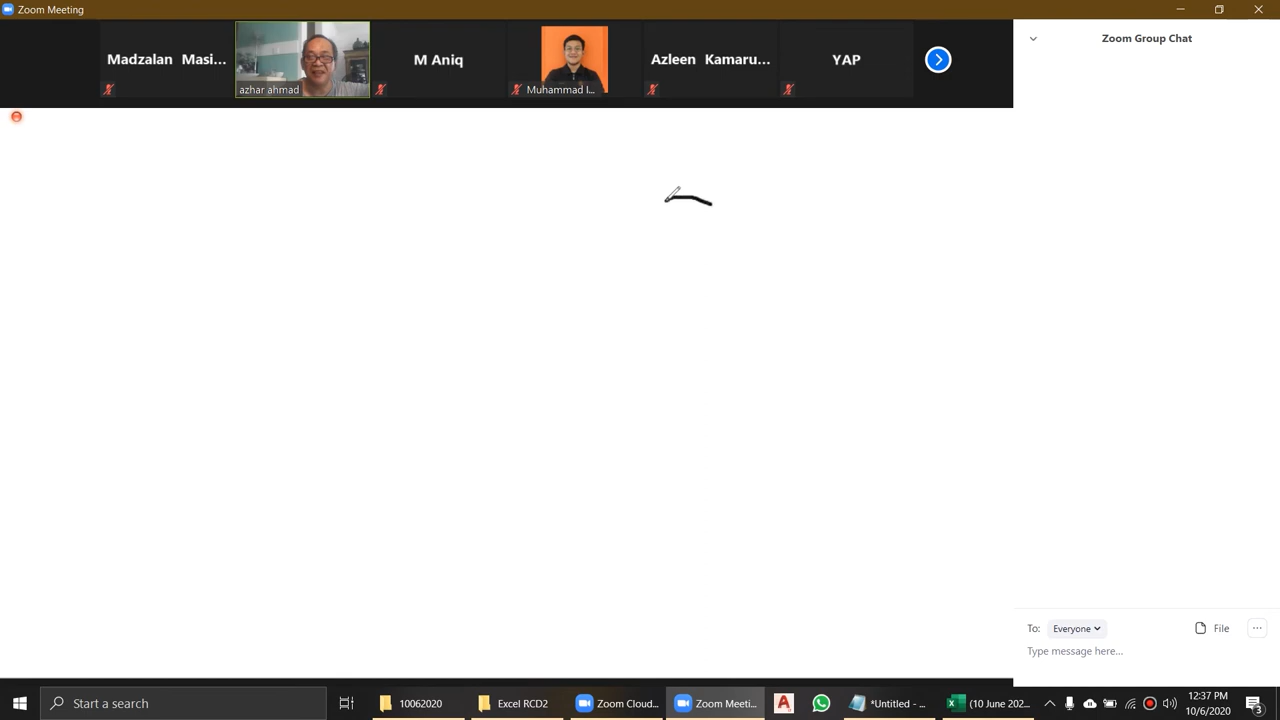 Zoom Meeting
Madzalan Masi...
azhar ahmad
M Aniq
Muhammad I...
Azleen Kamaru...
YAP
Zoom Group Chat
To: Everyone
File
Type message here...
Start a search
10062020
Excel RCD2
Zoom Cloud...
Zoom Meeti...
*Untitled - ...
(10 June 202...
12:37 PM
10/6/2020
3